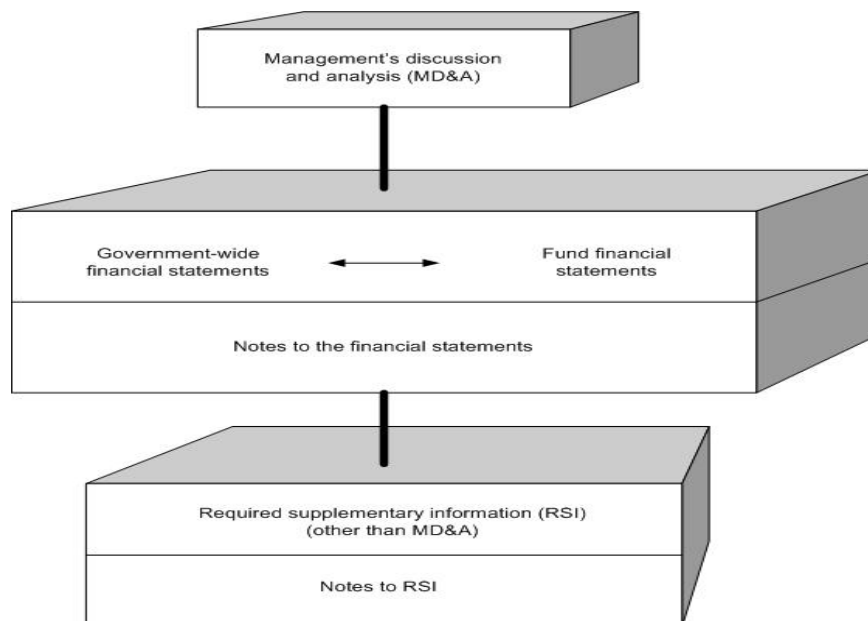 Management's discussion
and analysis (MD&A)
Government-wide
financial statements
Fund financial
statements
Notes to the financial statements
Required supplementary information (RSI)
(other than MD&A)
Notes to RSI